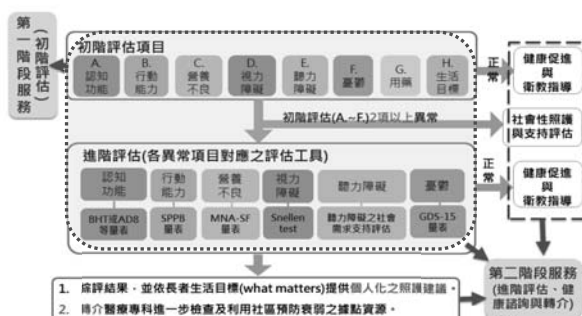 第一階段服務
(初階評估)
初階評估項目
A.
認知
功能
B.
行動
能力
C.
營養
不良
D.
視力
障礙
E.
聽力
障礙
F.
憂鬱
G.
用藥
H.
生活
目標
正常
健康促進
與
衛教指導
初階評估(A.~F.)2項以上異常
社會性照護
與支持評估
進階評估(各異常項目對應之評估工具)
認知
功能
行動
能力
營養
不良
視力
障礙
聽力障礙
憂鬱
BHT或AD8
等量表
SPPB
量表
MNA-SF
量表
Snellen
test
聽力障礙之社會
需求支持評估
GDS-15
量表
正常
健康促進
與
衛教指導
1. 綜評結果，並依長者生活目標(what matters)提供個人化之照護建議。
2. 轉介醫療專科進一步檢查及利用社區預防衰弱之據點資源。
第二階段服務
(進階評估、健
康諮詢與轉介)